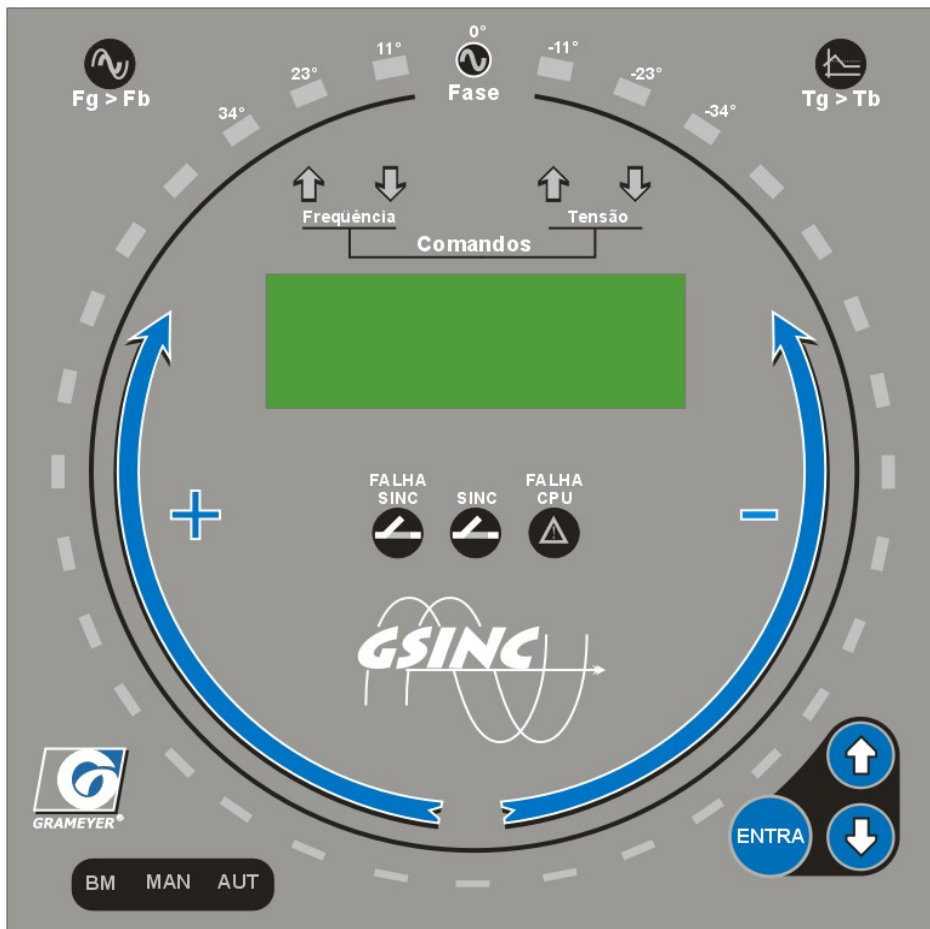 0°
11° -11°
23° -23°
34° -34°
Fg > Fb
Fase
Tg > Tb
Freqüência
Tensão
Comandos
FALHA SINC
SINC
FALHA CPU
+
−
GSINC
GRAMEYER®
ENTRA
BM MAN AUT